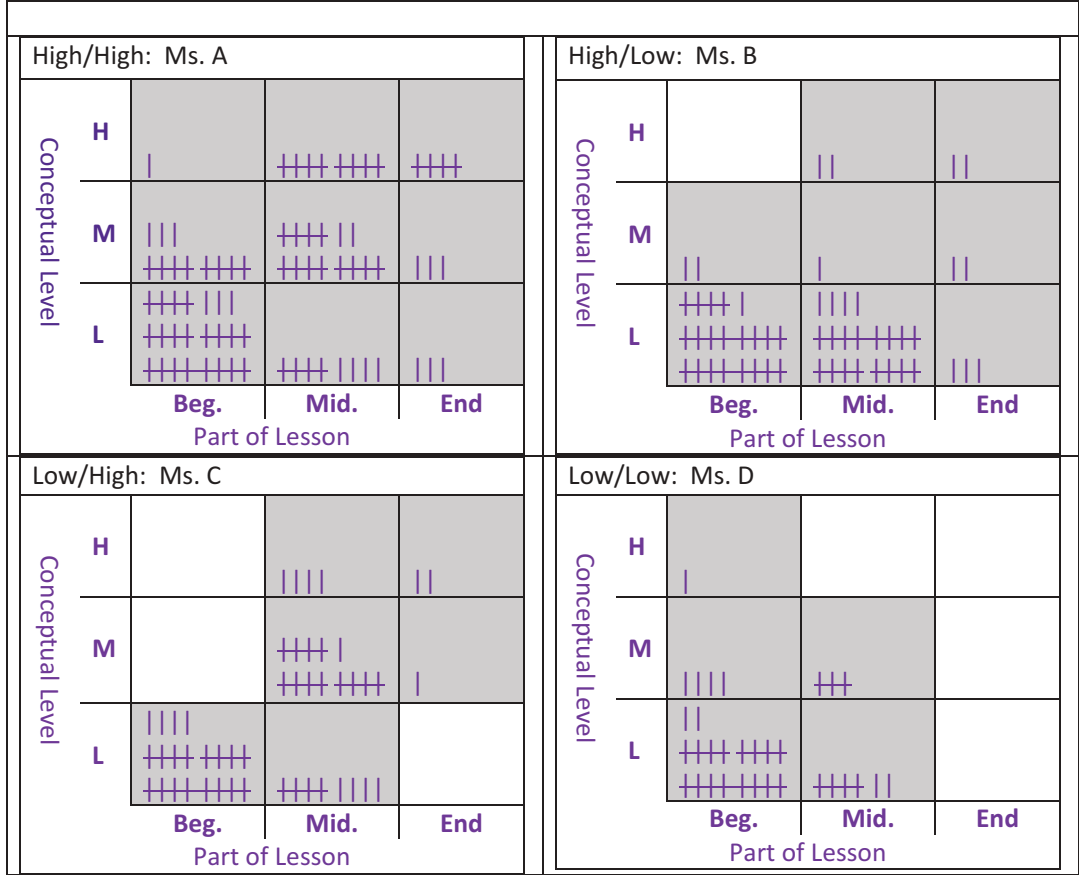 High/High: Ms. A
Conceptual Level
H
M
L
Beg. Mid. End
Part of Lesson
High/Low: Ms. B
Conceptual Level
H
M
L
Beg. Mid. End
Part of Lesson
Low/High: Ms. C
Conceptual Level
H
M
L
Beg. Mid. End
Part of Lesson
Low/Low: Ms. D
Conceptual Level
H
M
L
Beg. Mid. End
Part of Lesson